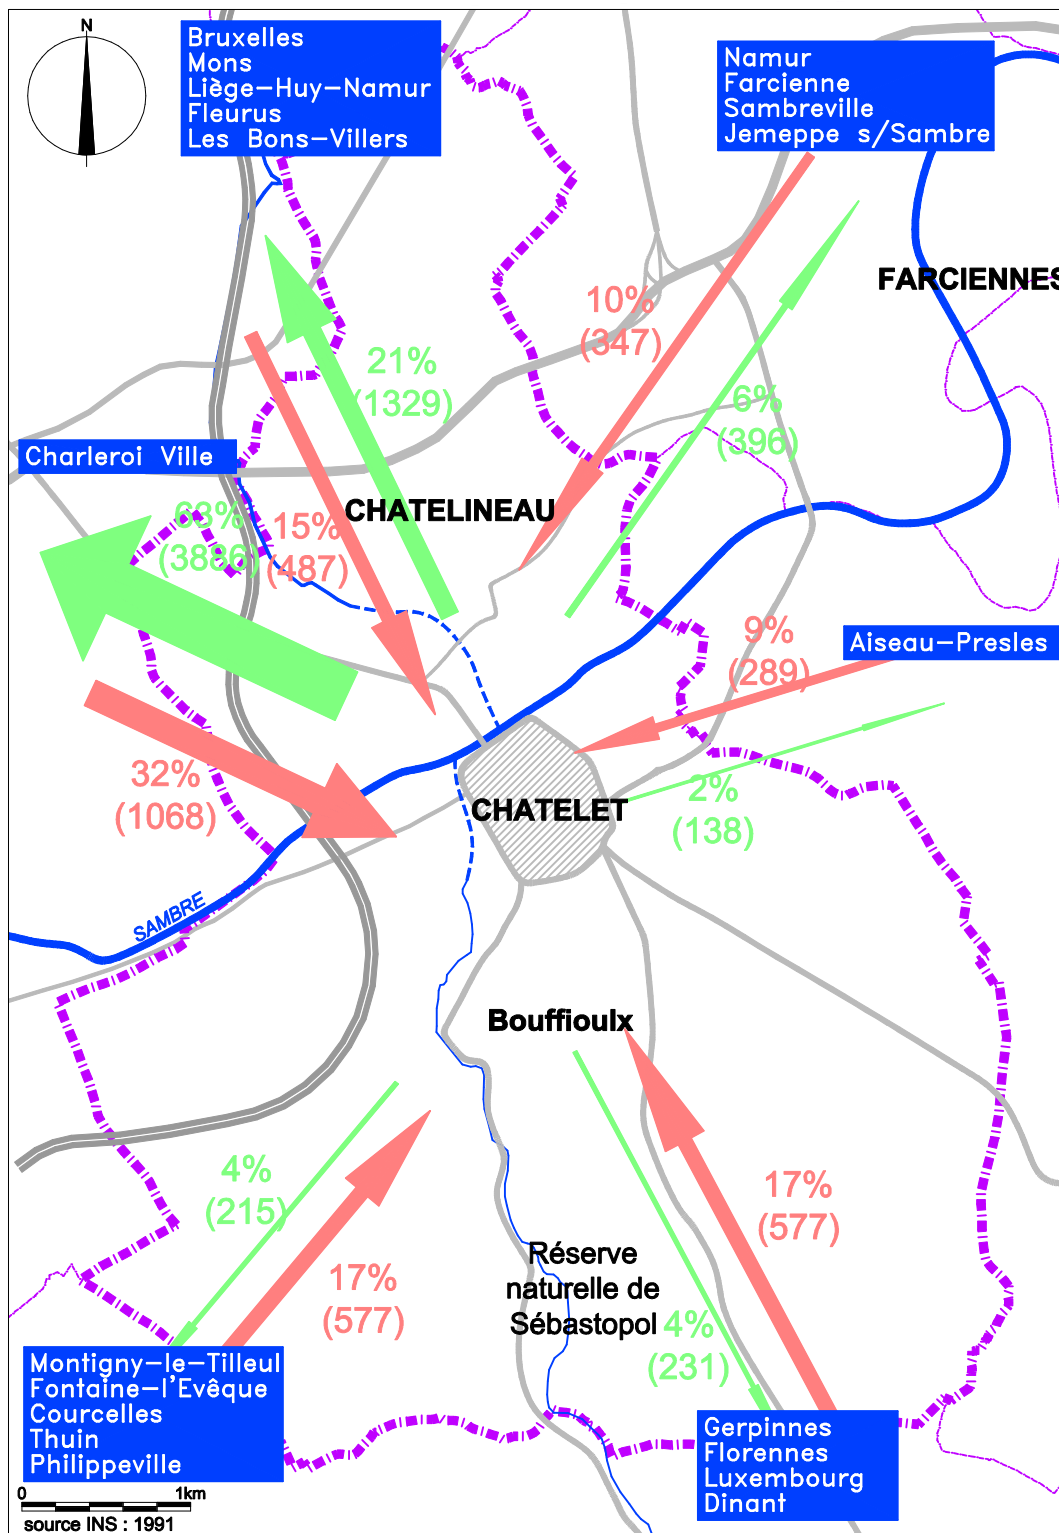 N
Bruxelles
Mons
Liège-Huy-Namur
Fleurus
Les Bons-Villers
Namur
Farcienne
Sambreville
Jemeppe s/Sambre
FARCIENNES
10%
(347)
21%
(1329)
6%
(396)
Charleroi Ville
CHATELINEAU
63%
(3886)
15%
(487)
9%
(289)
Aiseau-Presles
32%
(1068)
CHATELET
2%
(138)
SAMBRE
Bouffioulx
4%
(215)
17%
(577)
17%
(577)
Réserve
naturelle de
Sébastopol
4%
(231)
Montigny-le-Tilleul
Fontaine-l'Evêque
Courcelles
Thuin
Philippeville
Gerpinnes
Florennes
Luxembourg
Dinant
0 1km
source INS : 1991